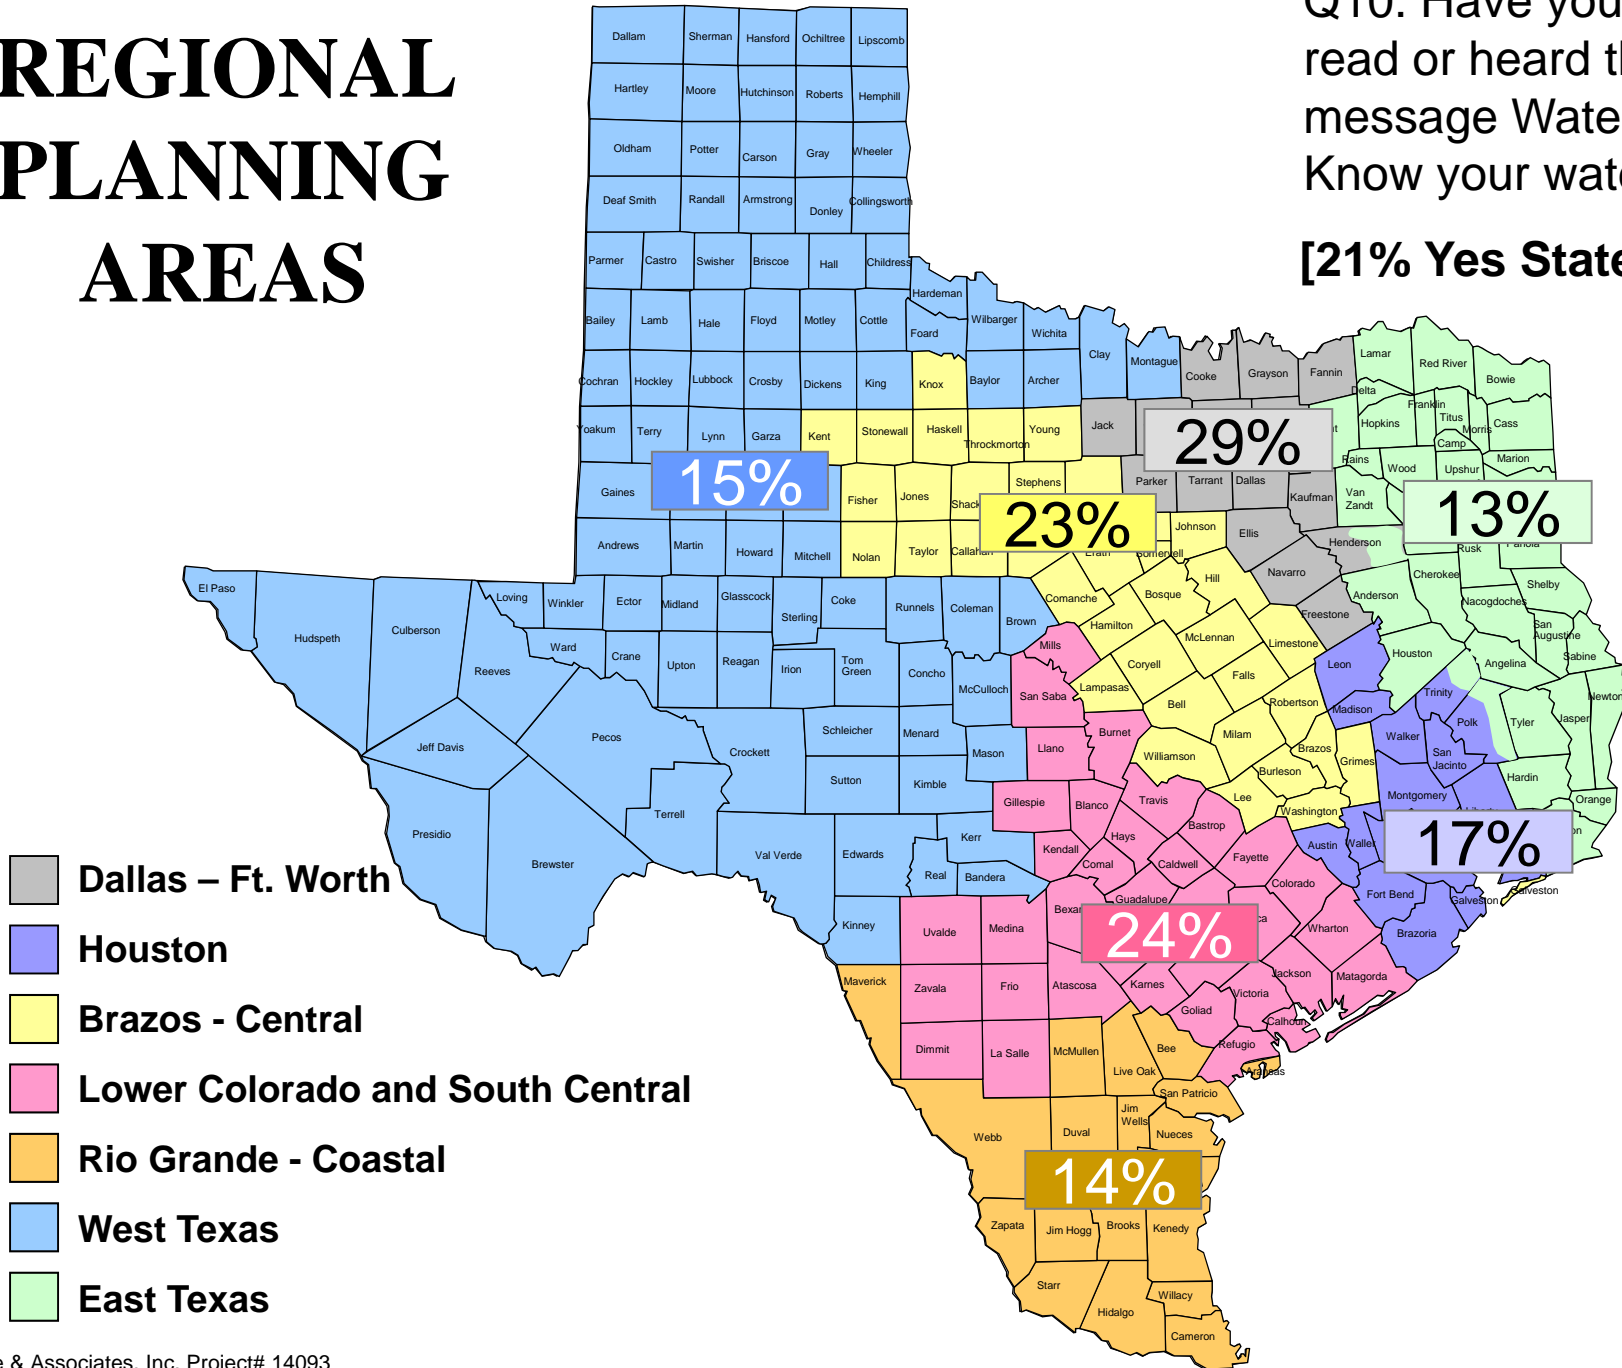 REGIONAL
PLANNING
AREAS
Q10. Have you
read or heard
message
Know your
[21% Yes
Dallam
Sherman
Hansford
Ochiltree
Lipscomb
Hartley
Moore
Hutchinson
Roberts
Hemphill
Oldham
Potter
Carson
Gray
Wheeler
Deaf Smith
Randall
Armstrong
Donley
Collingsworth
Parmer
Castro
Swisher
Briscoe
Hall
Childress
Hardeman
Bailey
Lamb
Hale
Floyd
Motley
Cottle
Foard
Wilbarger
Wichita
Clay
Montague
Cooke
Grayson
Fannin
Lamar
Red River
Bowie
Cochran
Hockley
Lubbock
Crosby
Dickens
King
Knox
Baylor
Archer
Delta
Franklin
Titus
Morris
Cass
Hopkins
Camp
Yoakum
Terry
Lynn
Garza
Kent
Stonewall
Haskell
Throckmorton
Young
Jack
29%
Rains
Wood
Upshur
Marion
15%
Gaines
Fisher
Jones
Stephens
Parker
Tarrant
Dallas
Kaufman
Van
Zandt
13%
23%
Andrews
Martin
Howard
Mitchell
Nolan
Taylor
Callahan
Erath
Somervell
Johnson
Ellis
Henderson
Rusk
Panola
El Paso
Hudspeth
Culberson
Reeves
Loving
Winkler
Ector
Midland
Glasscock
Sterling
Coke
Runnels
Coleman
Brown
Comanche
Hamilton
Bosque
Hill
Navarro
Freestone
Anderson
Cherokee
Nacogdoches
Shelby
San
Augustine
Sabine
Ward
Crane
Upton
Reagan
Irion
Tom
Green
Concho
McCulloch
Mills
San Saba
Lampasas
Coryell
McLennan
Limestone
Falls
Leon
Houston
Angelina
Newton
Jeff Davis
Pecos
Crockett
Schleicher
Menard
Mason
Llano
Burnet
Bell
Milam
Robertson
Madison
Trinity
Polk
Tyler
Jasper
Walker
San
Jacinto
Brazos
Grimes
Williamson
Burleson
Sutton
Kimble
Gillespie
Blanco
Travis
Lee
Washington
Montgomery
Liberty
Hardin
Orange
Presidio
Brewster
Terrell
Val Verde
Edwards
Kerr
Real
Bandera
Kendall
Hays
Comal
Bastrop
Caldwell
Fayette
Austin
Waller
17%
Colorado
Fort Bend
Galveston
Galveston
Kinney
Uvalde
Medina
Bexar
Guadalupe
24%
Wharton
Brazoria
Maverick
Zavala
Frio
Atascosa
Karnes
Goliad
Victoria
Jackson
Matagorda
Calhoun
Refugio
Aransas
Dimmit
La Salle
McMullen
Live Oak
Bee
San Patricio
Webb
Duval
Jim
Wells
Nueces
14%
Zapata
Jim Hogg
Brooks
Kenedy
Starr
Hidalgo
Willacy
Cameron
Dallas – Ft. Worth
Houston
Brazos - Central
Lower Colorado and South Central
Rio Grande - Coastal
West Texas
East Texas
& Associates, Inc. Project# 14093